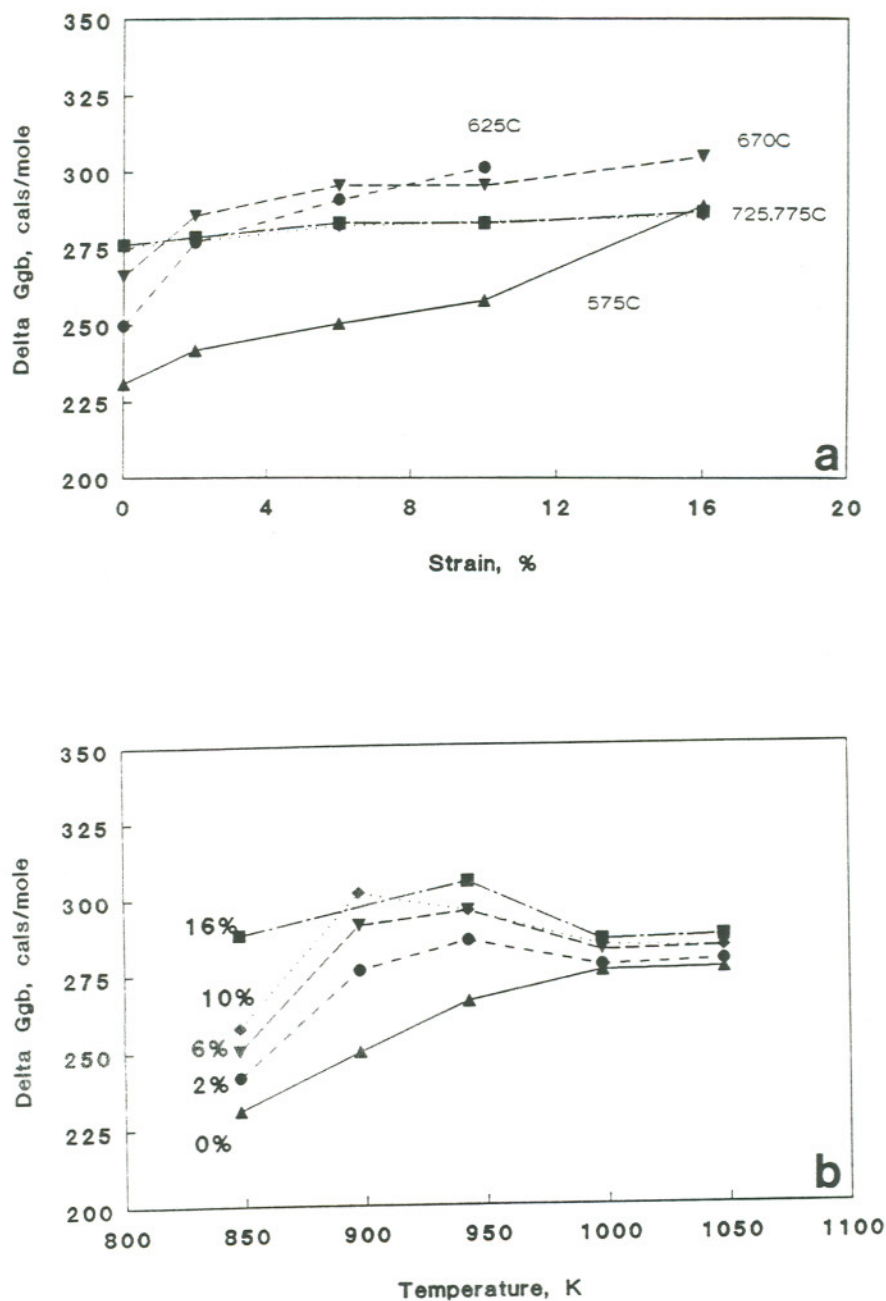 350
325
300
275
250
225
200
Delta Ggb, cals/mole
625C
670C
725,775C
575C
a
0 4 8 12 16 20
Strain, %
350
325
300
275
250
225
200
Delta Ggb, cals/mole
16%
10%
6%
2%
0%
b
800 850 900 950 1000 1050 1100
Temperature, K